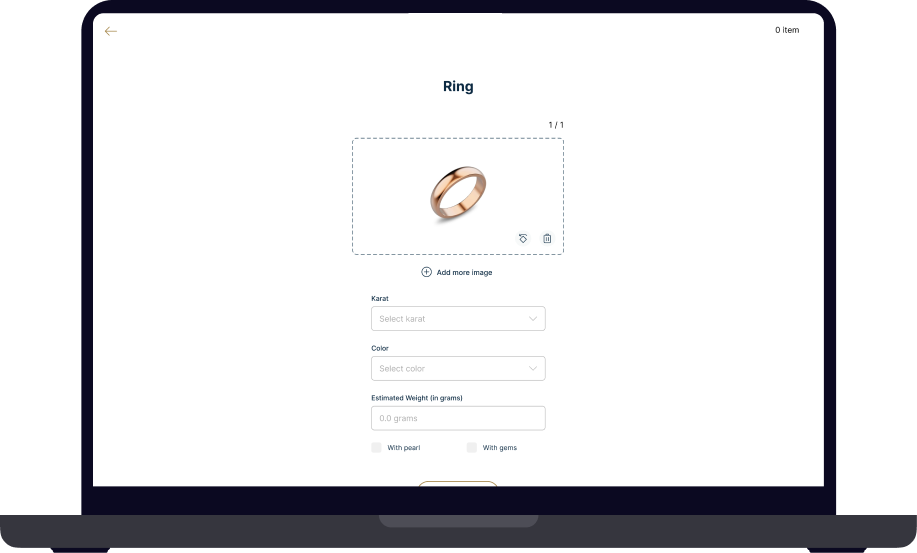 0 item
Ring
1 / 1
Add more image
Karat
Select karat
Color
Select color
Estimated Weight (in grams)
0.0 grams
With pearl With gems